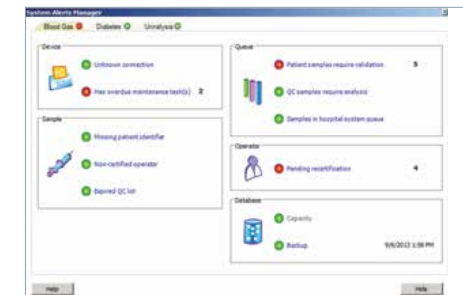 System Alerts Manager
Blood Gas
Diabetes
Urinalysis
Device
Unknown connection
Has overdue maintenance task(s) 2
Sample
Missing patient identifier
Non-certified operator
Expired QC lot
Queue
Patient samples require validation 5
QC samples require analysis
Samples in hospital system queue
Operator
Pending recertification 4
Database
Capacity
Backup 9/6/2013 1:56 PM
Help
Hide